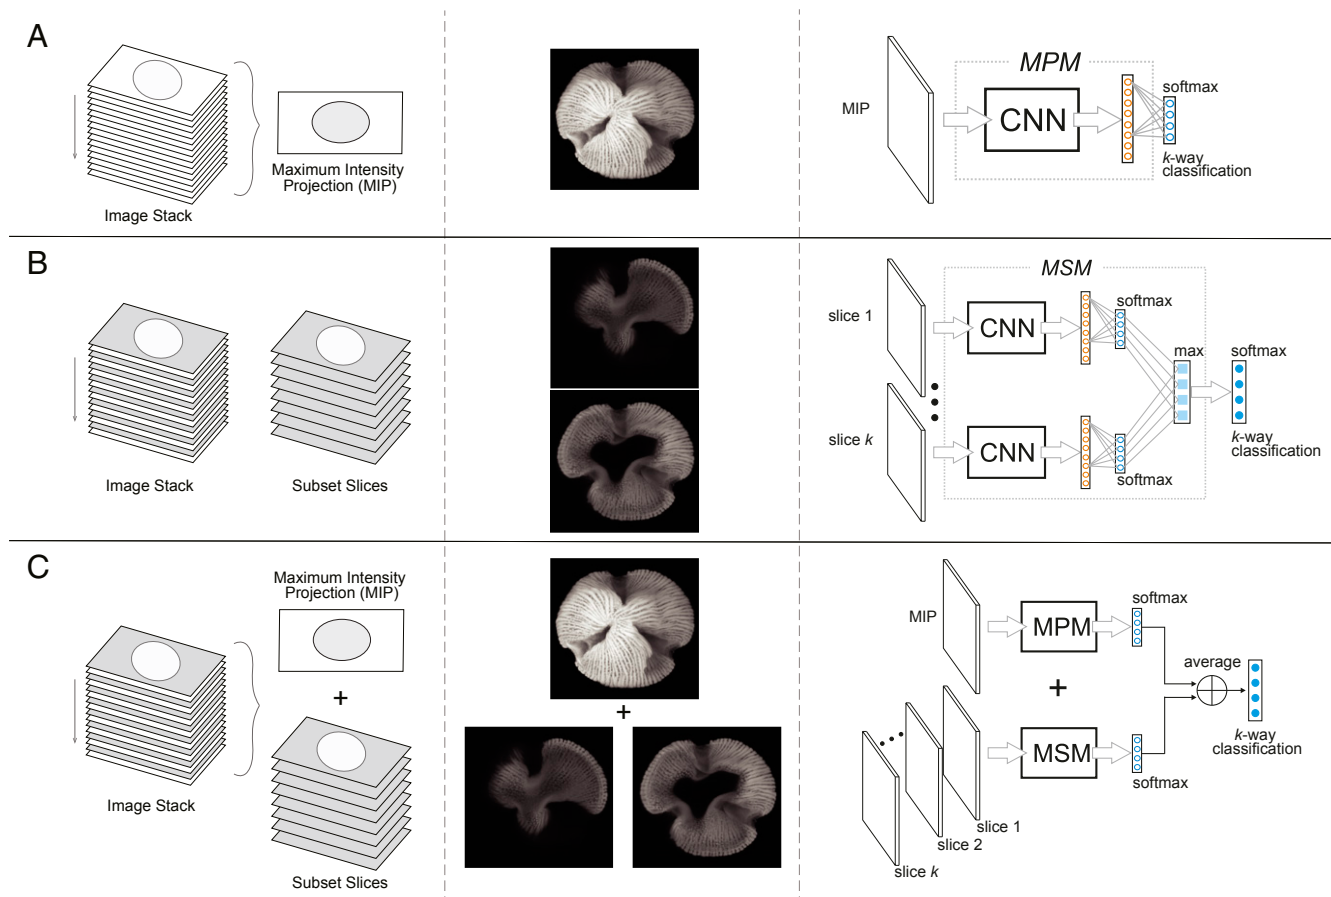 A
Image Stack
Maximum Intensity
Projection (MIP)
MIP
MPM
CNN
softmax
k-way
classification
B
Image Stack
Subset Slices
MSM
slice 1
CNN
softmax
max
softmax
slice k
CNN
softmax
k-way
classification
C
Maximum Intensity
Projection (MIP)
+
Image Stack
Subset Slices
+
MIP
MPM
softmax
+
average
MSM
softmax
k-way
classification
slice 1
slice 2
slice k